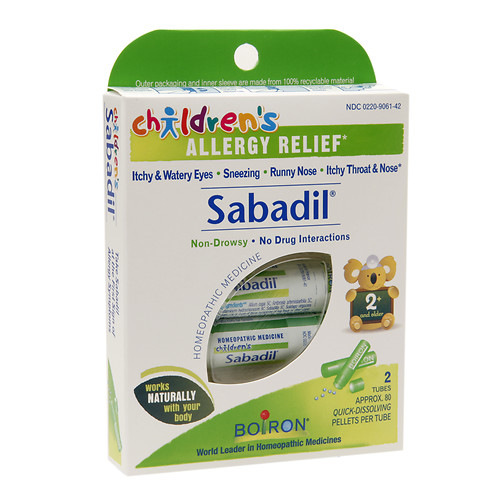 Outer packaging and inner sleeve are made from 100% recyclable material
NDC 0220-9061-42
children's
ALLERGY RELIEF*
Itchy & Watery Eyes • Sneezing • Runny Nose • Itchy Throat & Nose*
Sabadil®
Non-Drowsy • No Drug Interactions
HOMEOPATHIC MEDICINE
Sabadil
HOMEOPATHIC MEDICINE
children's
Sabadil
2+
and older
BOIRON
works
NATURALLY
with your
body
2
TUBES
APPROX. 80
QUICK-DISSOLVING
PELLETS PER TUBE
BOIRON
World Leader in Homeopathic Medicines
children's
Sabadil®